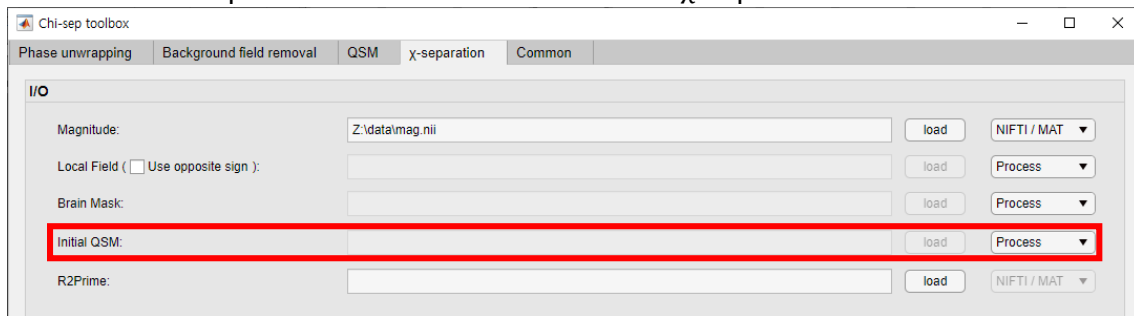 Chi-sep toolbox
Phase unwrapping Background field removal QSM χ-separation Common
I/O
Magnitude: Z:\data\mag.nii load NIFTI / MAT
Local Field ( Use opposite sign ): load Process
Brain Mask: load Process
Initial QSM: load Process
R2Prime: load NIFTI / MAT